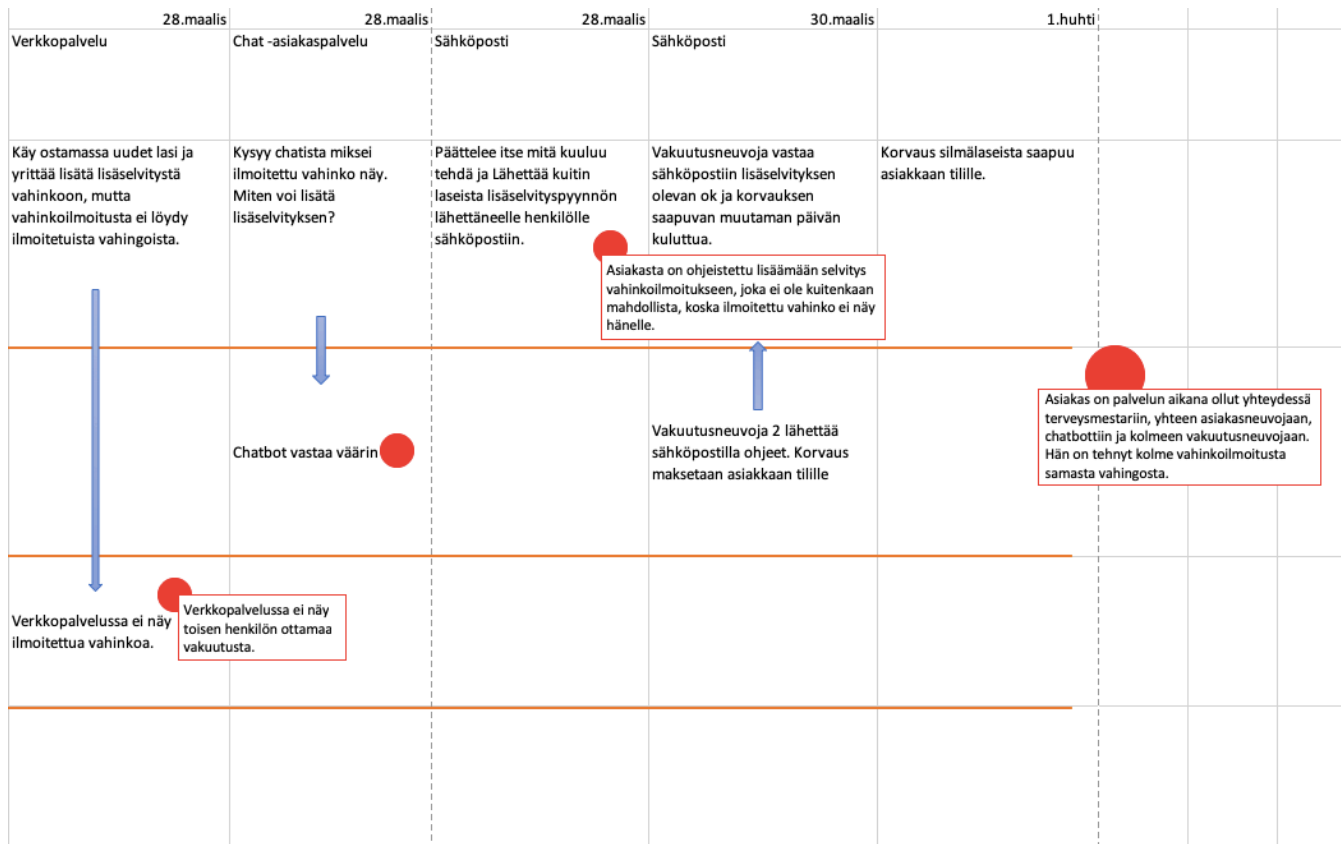 28.maalis
28.maalis
28.maalis
30.maalis
1.huhti
Verkkopalvelu
Chat -asiakaspalvelu
Sähköposti
Sähköposti
Käy ostamassa uudet lasi ja
yrittää lisätä lisäselvitystä
vahinkoon, mutta
vahinkoilmoitusta ei löydy
ilmoitetuista vahingoista.
Kysyy chatista miksei
ilmoitettu vahinko näy.
Miten voi lisätä
lisäselvityksen?
Päättelee itse mitä kuuluu
tehdä ja Lähettää kuitin
laseista lisäselvityspyynnön
lähettäneelle henkilölle
sähköpostiin.
Vakuutusneuvoja vastaa
sähköpostiin lisäselvityksen
olevan ok ja korvauksen
saapuvan muutaman päivän
kuluttua.
Korvaus silmälaseista saapuu
asiakkaan tilille.
Asiakasta on ohjeistettu lisäämään selvitys
vahinkoilmoitukseen, joka ei ole kuitenkaan
mahdollista, koska ilmoitettu vahinko ei näy
hänelle.
Chatbot vastaa väärin
Vakuutusneuvoja 2 lähettää
sähköpostilla ohjeet. Korvaus
maksetaan asiakkaan tilille
Asiakas on palvelun aikana ollut yhteydessä
terveysmestariin, yhteen asiakasneuvojaan,
chatbottiin ja kolmeen vakuutusneuvojaan.
Hän on tehnyt kolme vahinkoilmoitusta
samasta vahingosta.
Verkkopalvelussa ei näy
ilmoitettua vahinkoa.
Verkkopalvelussa ei näy
toisen henkilön ottamaa
vakuutusta.